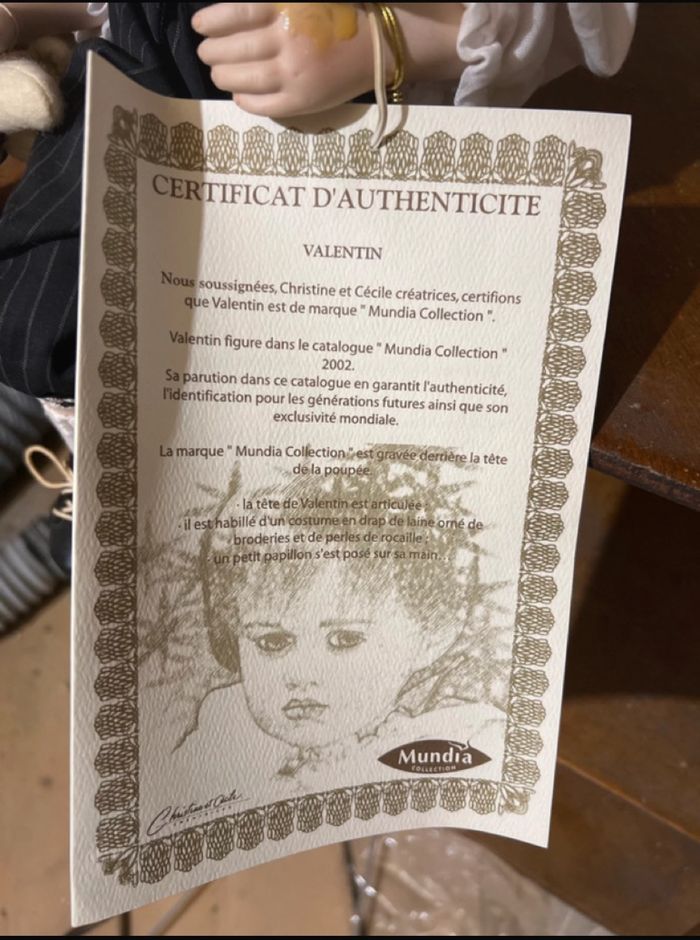 CERTIFICAT D'AUTHENTICITE
VALENTIN
Nous soussignées, Christine et Cécile créatrices, certifions
que Valentin est de marque " Mundia Collection ".
Valentin figure dans le catalogue " Mundia Collection "
2002.
Sa parution dans ce catalogue en garantit l'authenticité,
l'identification pour les générations futures ainsi que son
exclusivité mondiale.
La marque " Mundia Collection " est gravée derrière la tête
de la poupée.
- la tête de Valentin est articulée
- il est habillé d'un costume en drap de laine orné de
broderies et de perles de rocaille ;
- un petit papillon s'est posé sur sa main...
Mundia
COLLECTION
Christine et Cécile